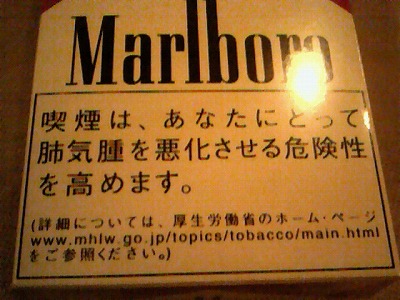 Marlboro
喫煙は、あなたにとって
肺気腫を悪化させる危険性
を高めます。
(詳細については、厚生労働省のホーム・ページ
www.mhlw.go.jp/topics/tobacco/main.html
をご参照ください。)